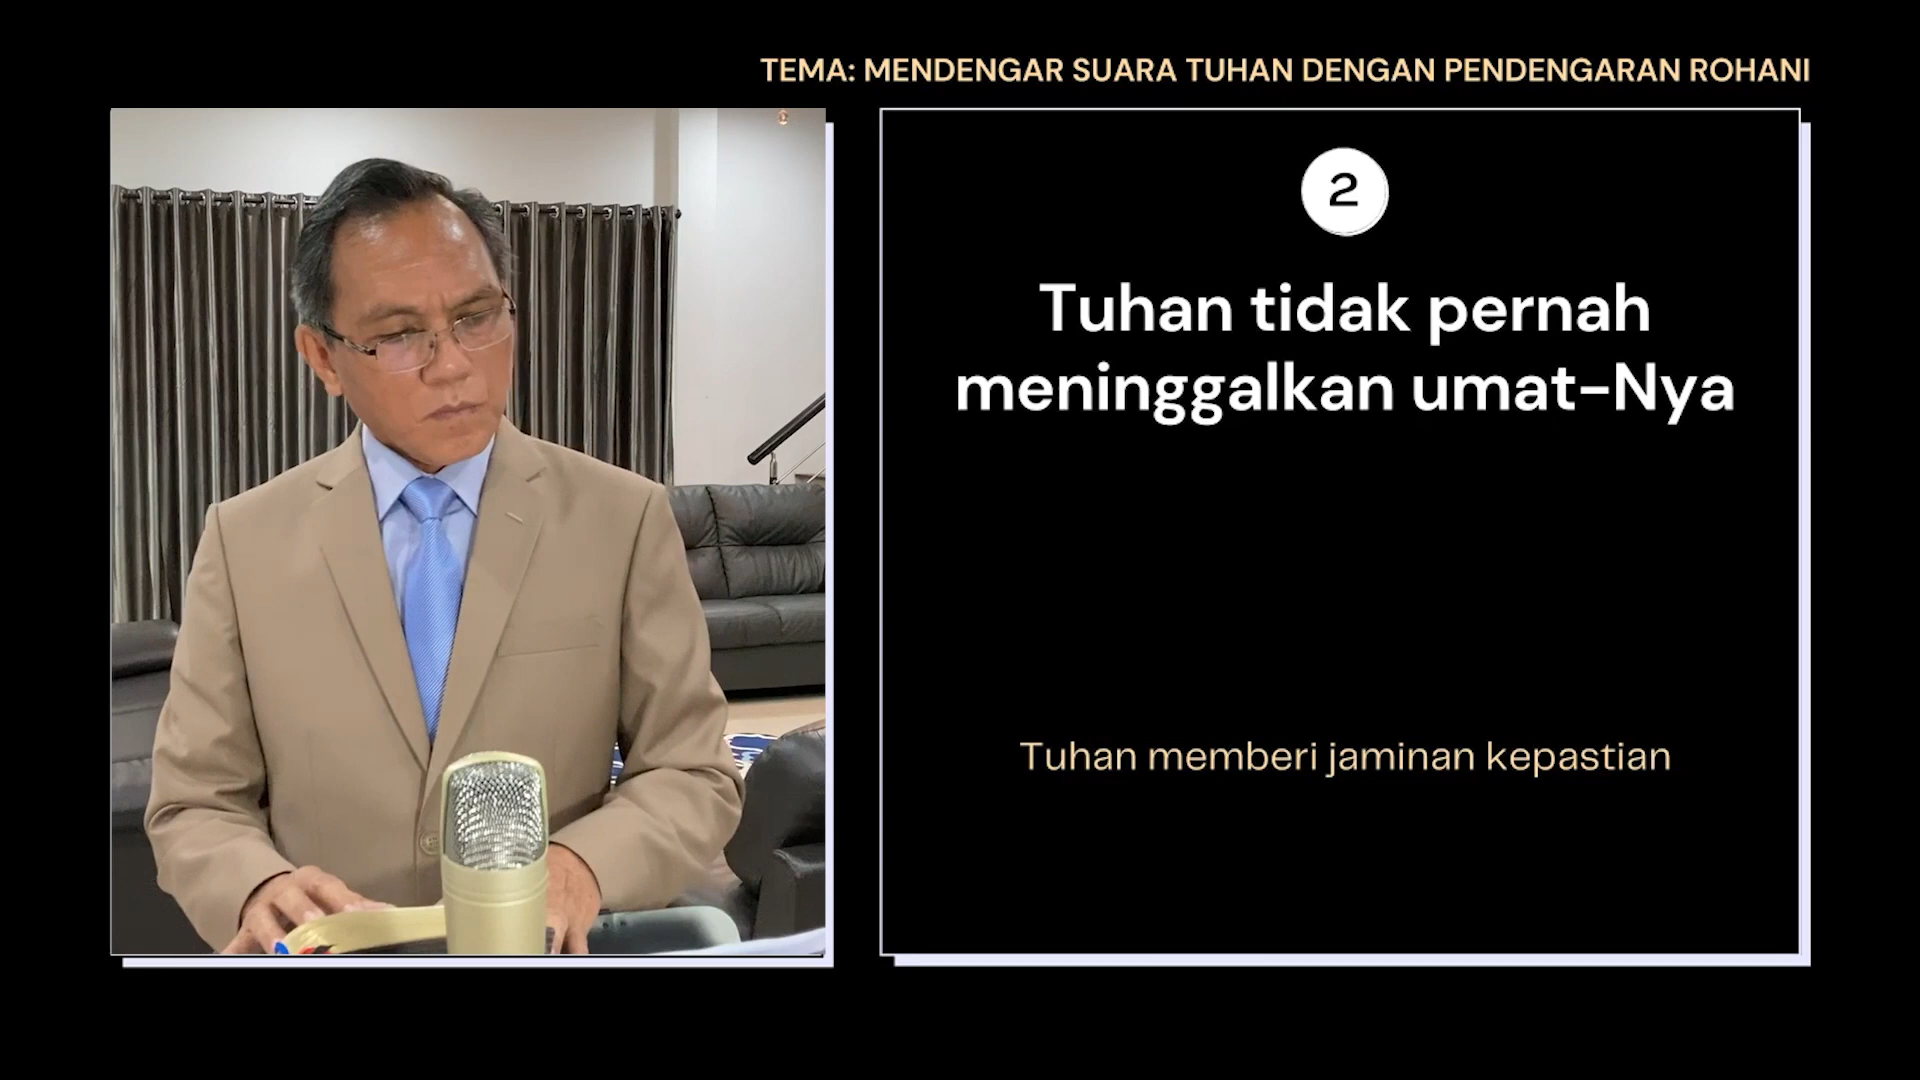 TEMA: MENDENGAR SUARA TUHAN DENGAN PENDENGARAN ROHANI
2
Tuhan tidak pernah
meninggalkan umat-Nya
Tuhan memberi jaminan kepastian